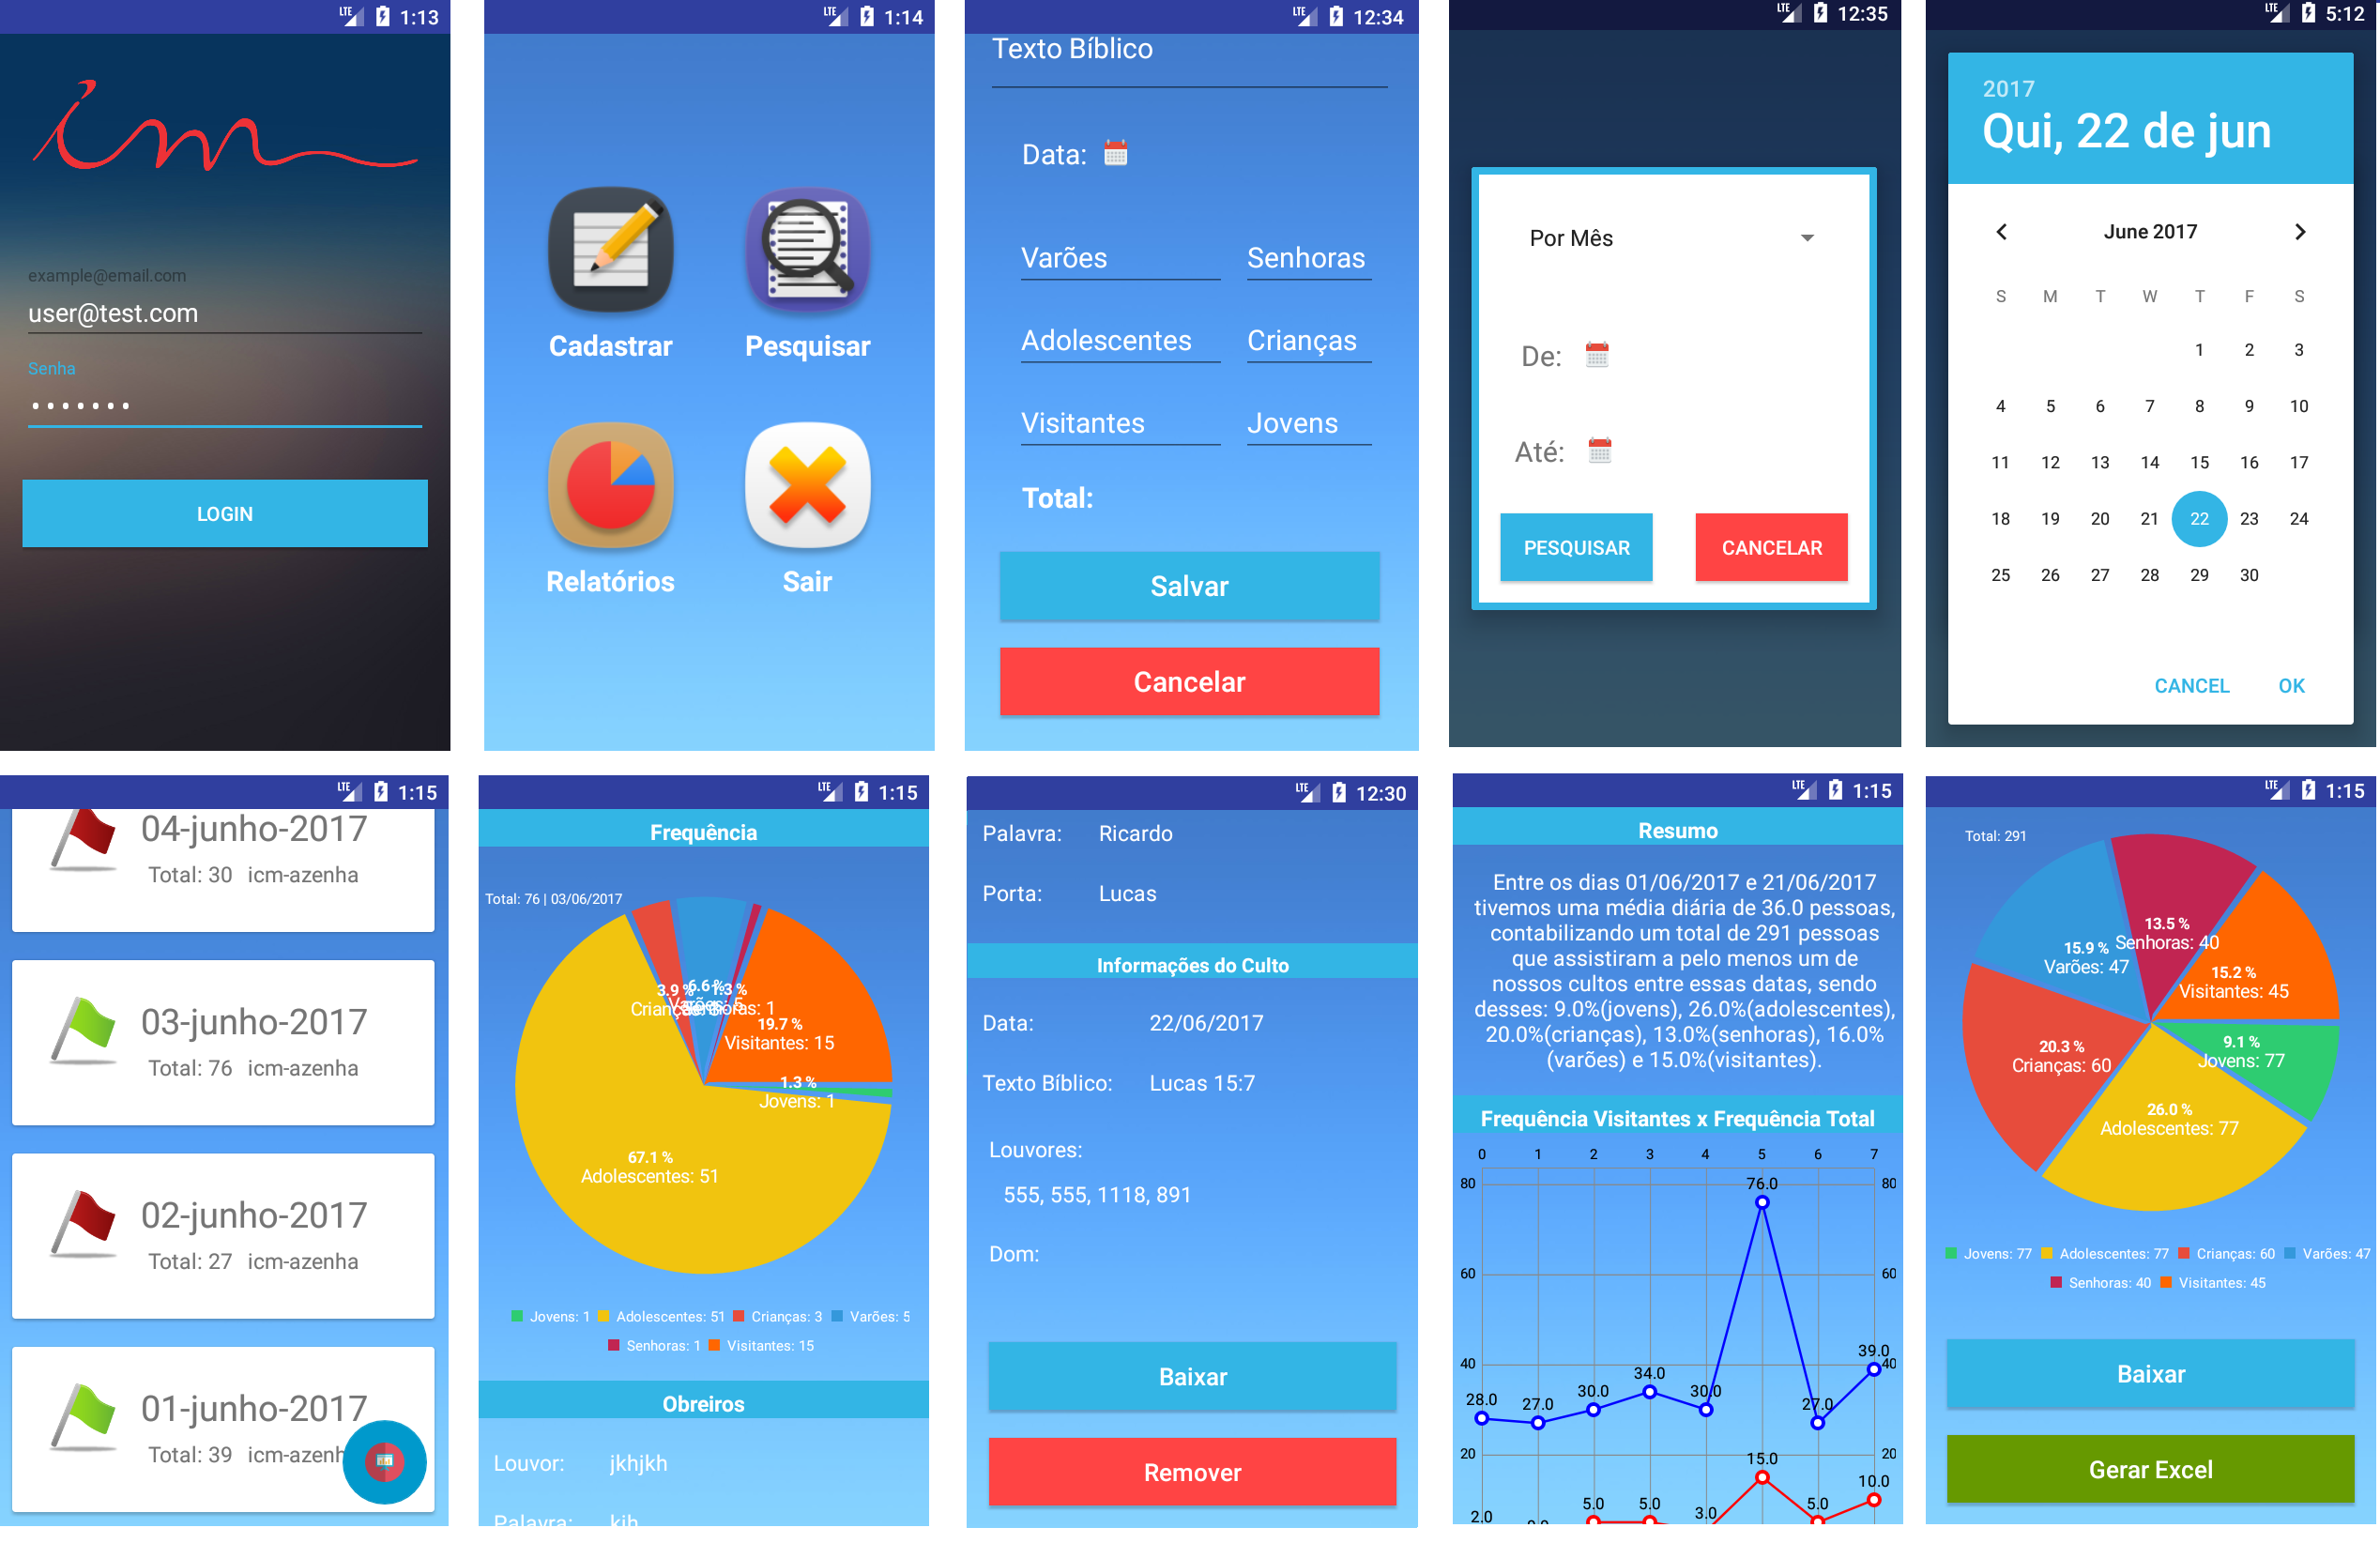 LTE 1:13
im
example@email.com
user@test.com
Senha
LOGIN
LTE 1:14
Cadastrar
Pesquisar
Relatórios
Sair
LTE 12:34
Texto Bíblico
Data:
Varões
Senhoras
Adolescentes
Crianças
Visitantes
Jovens
Total:
Salvar
Cancelar
LTE 12:35
Por Mês
De:
Até:
PESQUISAR
CANCELAR
LTE 5:12
2017
Qui, 22 de jun
June 2017
S M T W T F S
1 2 3
4 5 6 7 8 9 10
11 12 13 14 15 16 17
18 19 20 21 22 23 24
25 26 27 28 29 30
CANCEL OK
LTE 1:15
04-junho-2017
Total: 30 icm-azenha
03-junho-2017
Total: 76 icm-azenha
02-junho-2017
Total: 27 icm-azenha
01-junho-2017
Total: 39
LTE 1:15
Frequência
Total: 76 | 03/06/2017
3.9 %
6.6 %
1.3 %
19.7 %
Visitantes: 15
1.3 %
Jovens: 1
67.1 %
Adolescentes: 51
Jovens: 1 Adolescentes: 51 Crianças: 3 Varões: 5
Senhoras: 1 Visitantes: 15
Obreiros
Louvor: jkhjkh
Palavra:
LTE 12:30
Palavra: Ricardo
Porta: Lucas
Informações do Culto
Data: 22/06/2017
Texto Bíblico: Lucas 15:7
Louvores:
555, 555, 1118, 891
Dom:
Baixar
Remover
LTE 1:15
Resumo
Entre os dias 01/06/2017 e 21/06/2017
tivemos uma média diária de 36.0 pessoas,
contabilizando um total de 291 pessoas
que assistiram a pelo menos um de
nossos cultos entre essas datas, sendo
desses: 9.0%(jovens), 26.0%(adolescentes),
20.0%(crianças), 13.0%(senhoras), 16.0%
(varões) e 15.0%(visitantes).
Frequência Visitantes x Frequência Total
0 1 2 3 4 5 6 7
80 76.0 80
60 60
40 39.0 40
28.0 27.0 30.0 34.0 30.0 27.0
20 20
15.0
10.0
2.0 5.0 5.0 3.0 5.0
LTE 1:15
Total: 291
13.5 %
Senhoras: 40
15.9 %
Varões: 47
15.2 %
Visitantes: 45
20.3 %
Crianças: 60
9.1 %
Jovens: 77
26.0 %
Adolescentes: 77
Jovens: 77 Adolescentes: 77 Crianças: 60 Varões: 47
Senhoras: 40 Visitantes: 45
Baixar
Gerar Excel